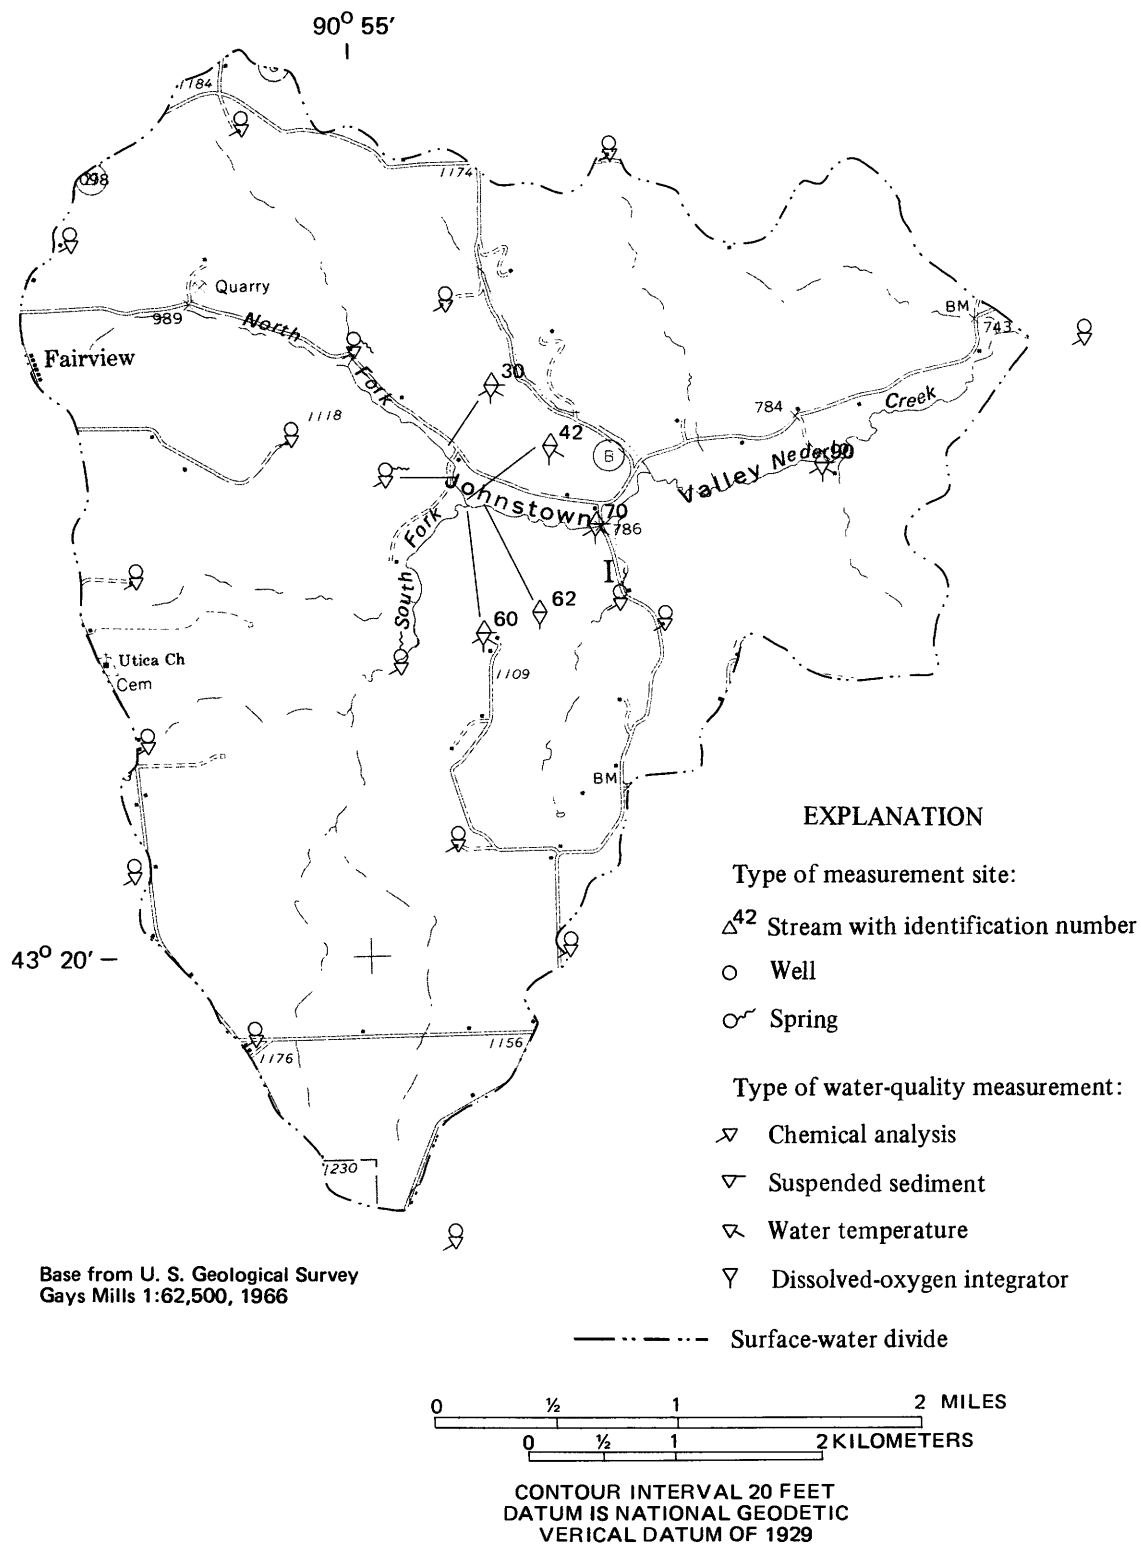 90° 55′
1184
1174
Quarry
989
North
Fork
Fairview
1118
30
42
B
BM
743
784
Creek
Valley
90
Johnstown
70
786
Fork
South
I
62
60
Utica Ch
Cem
1109
BM
43° 20′
1176
1156
1230
EXPLANATION
Type of measurement site:
42 Stream with identification number
Well
Spring
Type of water-quality measurement:
Chemical analysis
Suspended sediment
Water temperature
Dissolved-oxygen integrator
Surface-water divide
Base from U. S. Geological Survey
Gays Mills 1:62,500, 1966
0 ½ 1 2 MILES
0 ½ 1 2 KILOMETERS
CONTOUR INTERVAL 20 FEET
DATUM IS NATIONAL GEODETIC
VERICAL DATUM OF 1929